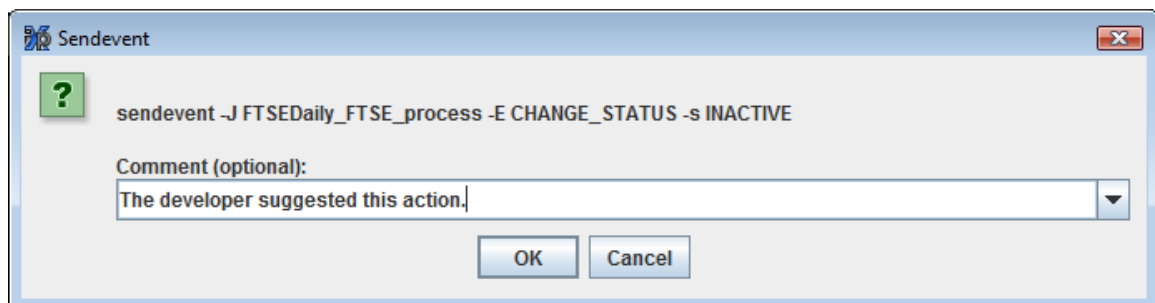 Sendevent
?
sendevent -J FTSEDaily_FTSE_process -E CHANGE_STATUS -s INACTIVE
Comment (optional):
The developer suggested this action.
OK Cancel